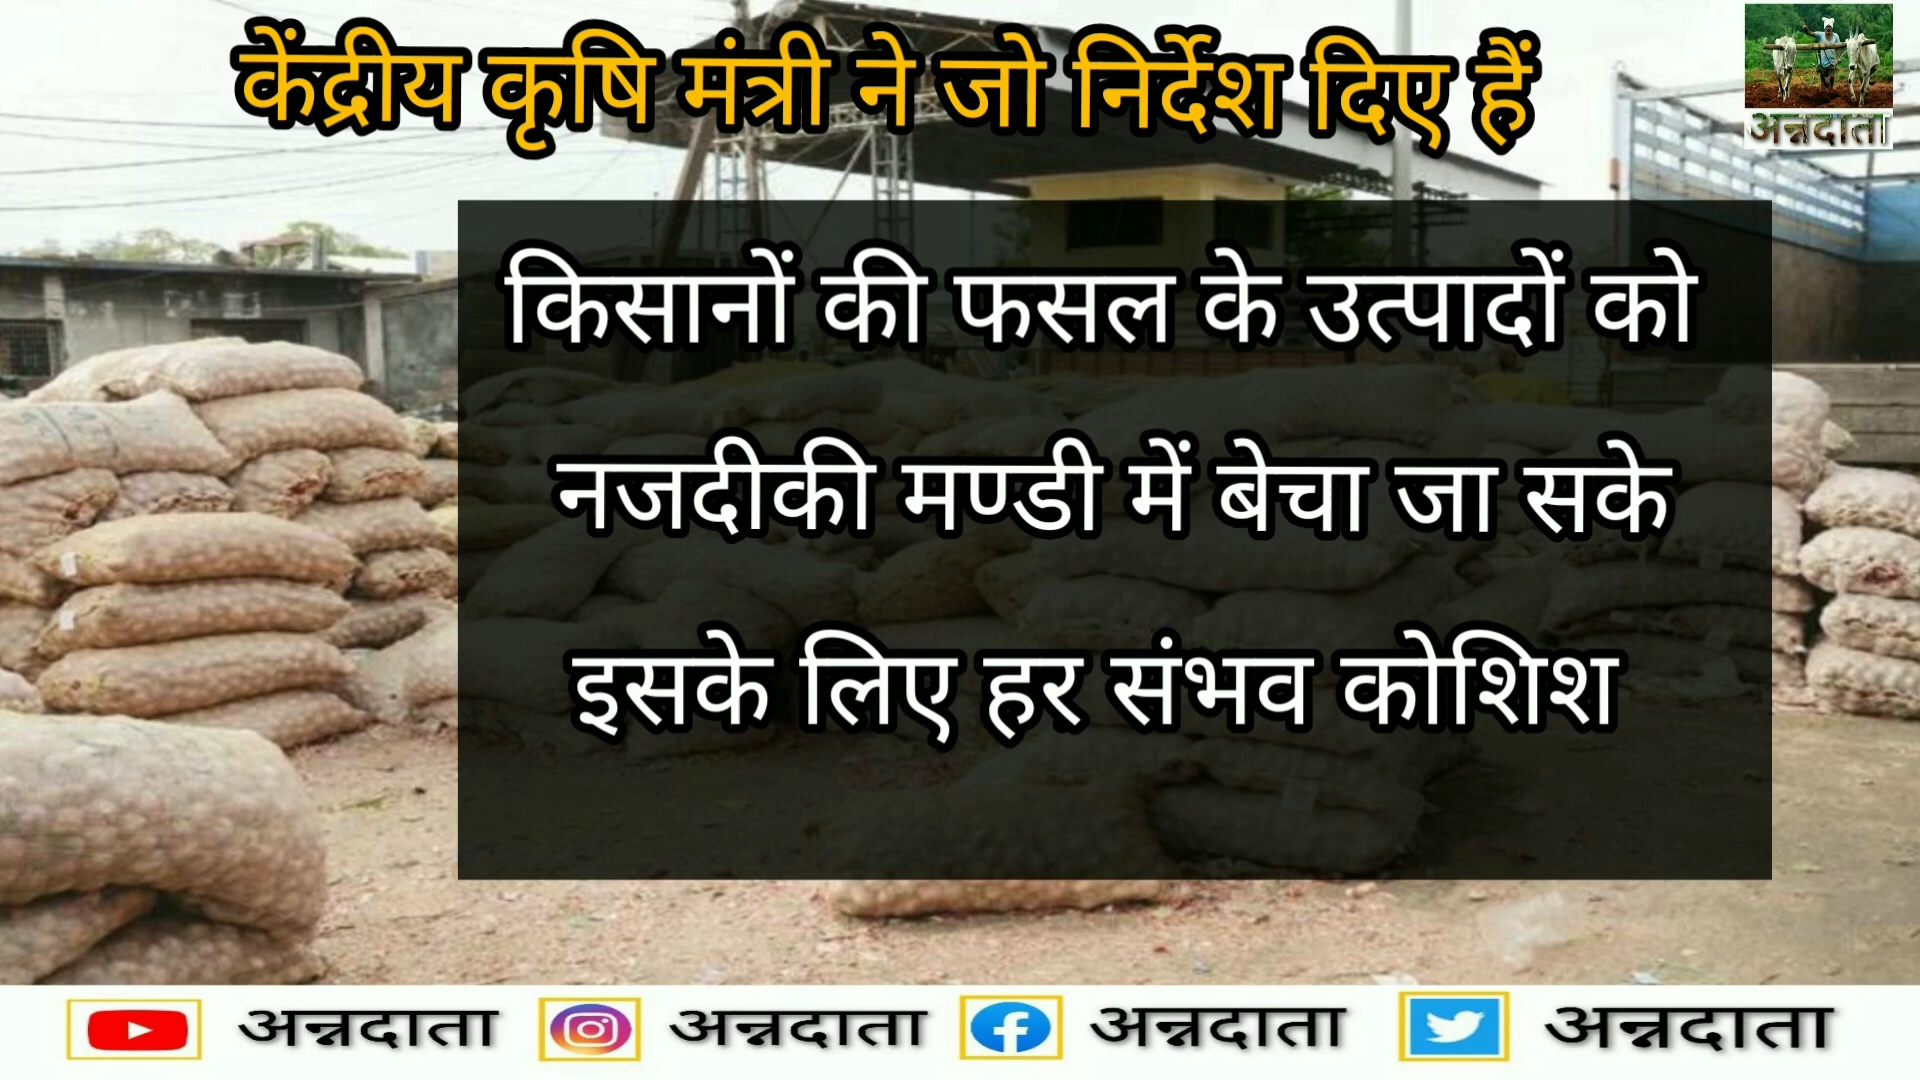 केंद्रीय कृषि मंत्री ने जो निर्देश दिए हैं
अन्नदाता
किसानों की फसल के उत्पादों को
नजदीकी मण्डी में बेचा जा सके
इसके लिए हर संभव कोशिश
अन्नदाता अन्नदाता अन्नदाता अन्नदाता